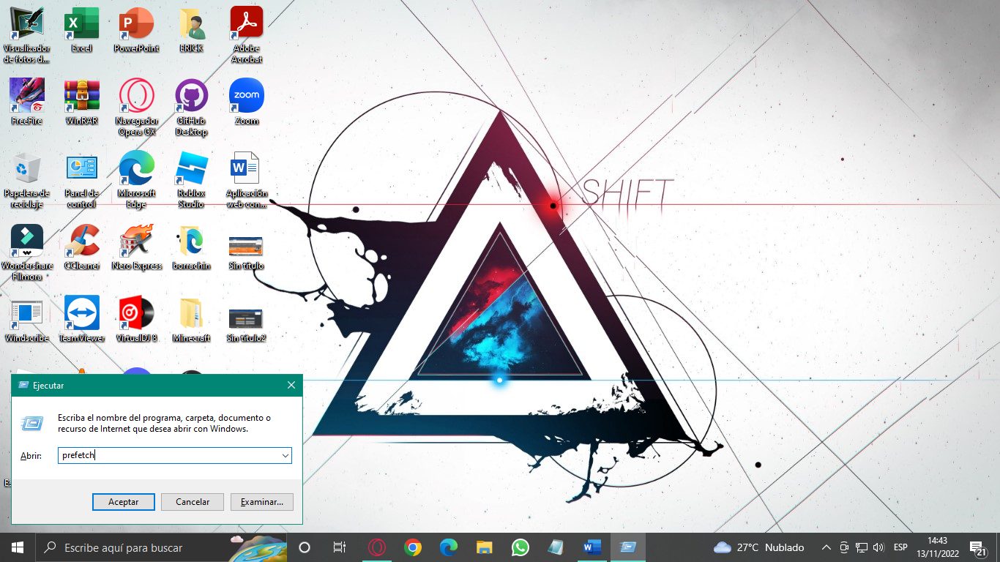 Visualizador
de fotos d...
Excel
PowerPoint
ERICK
Adobe
Acrobat
FreeFire
WinRAR
Navegador
Opera GX
GitHub
Desktop
zoom
Zoom
Papelera de
reciclaje
Panel de
control
Microsoft
Edge
Roblox
Studio
Aplicación
web con...
SHIFT
Wondershare
Filmora
CCleaner
Nero Express
borrachin
Sin título
Windscribe
TeamViewer
VirtualDJ 8
Minecraft
Sin título2
Ejecutar
Escriba el nombre del programa, carpeta, documento o
recurso de Internet que desea abrir con Windows.
Abrir:
prefetch
Aceptar
Cancelar
Examinar...
Escribe aquí para buscar
27°C Nublado
ESP
14:43
13/11/2022
21